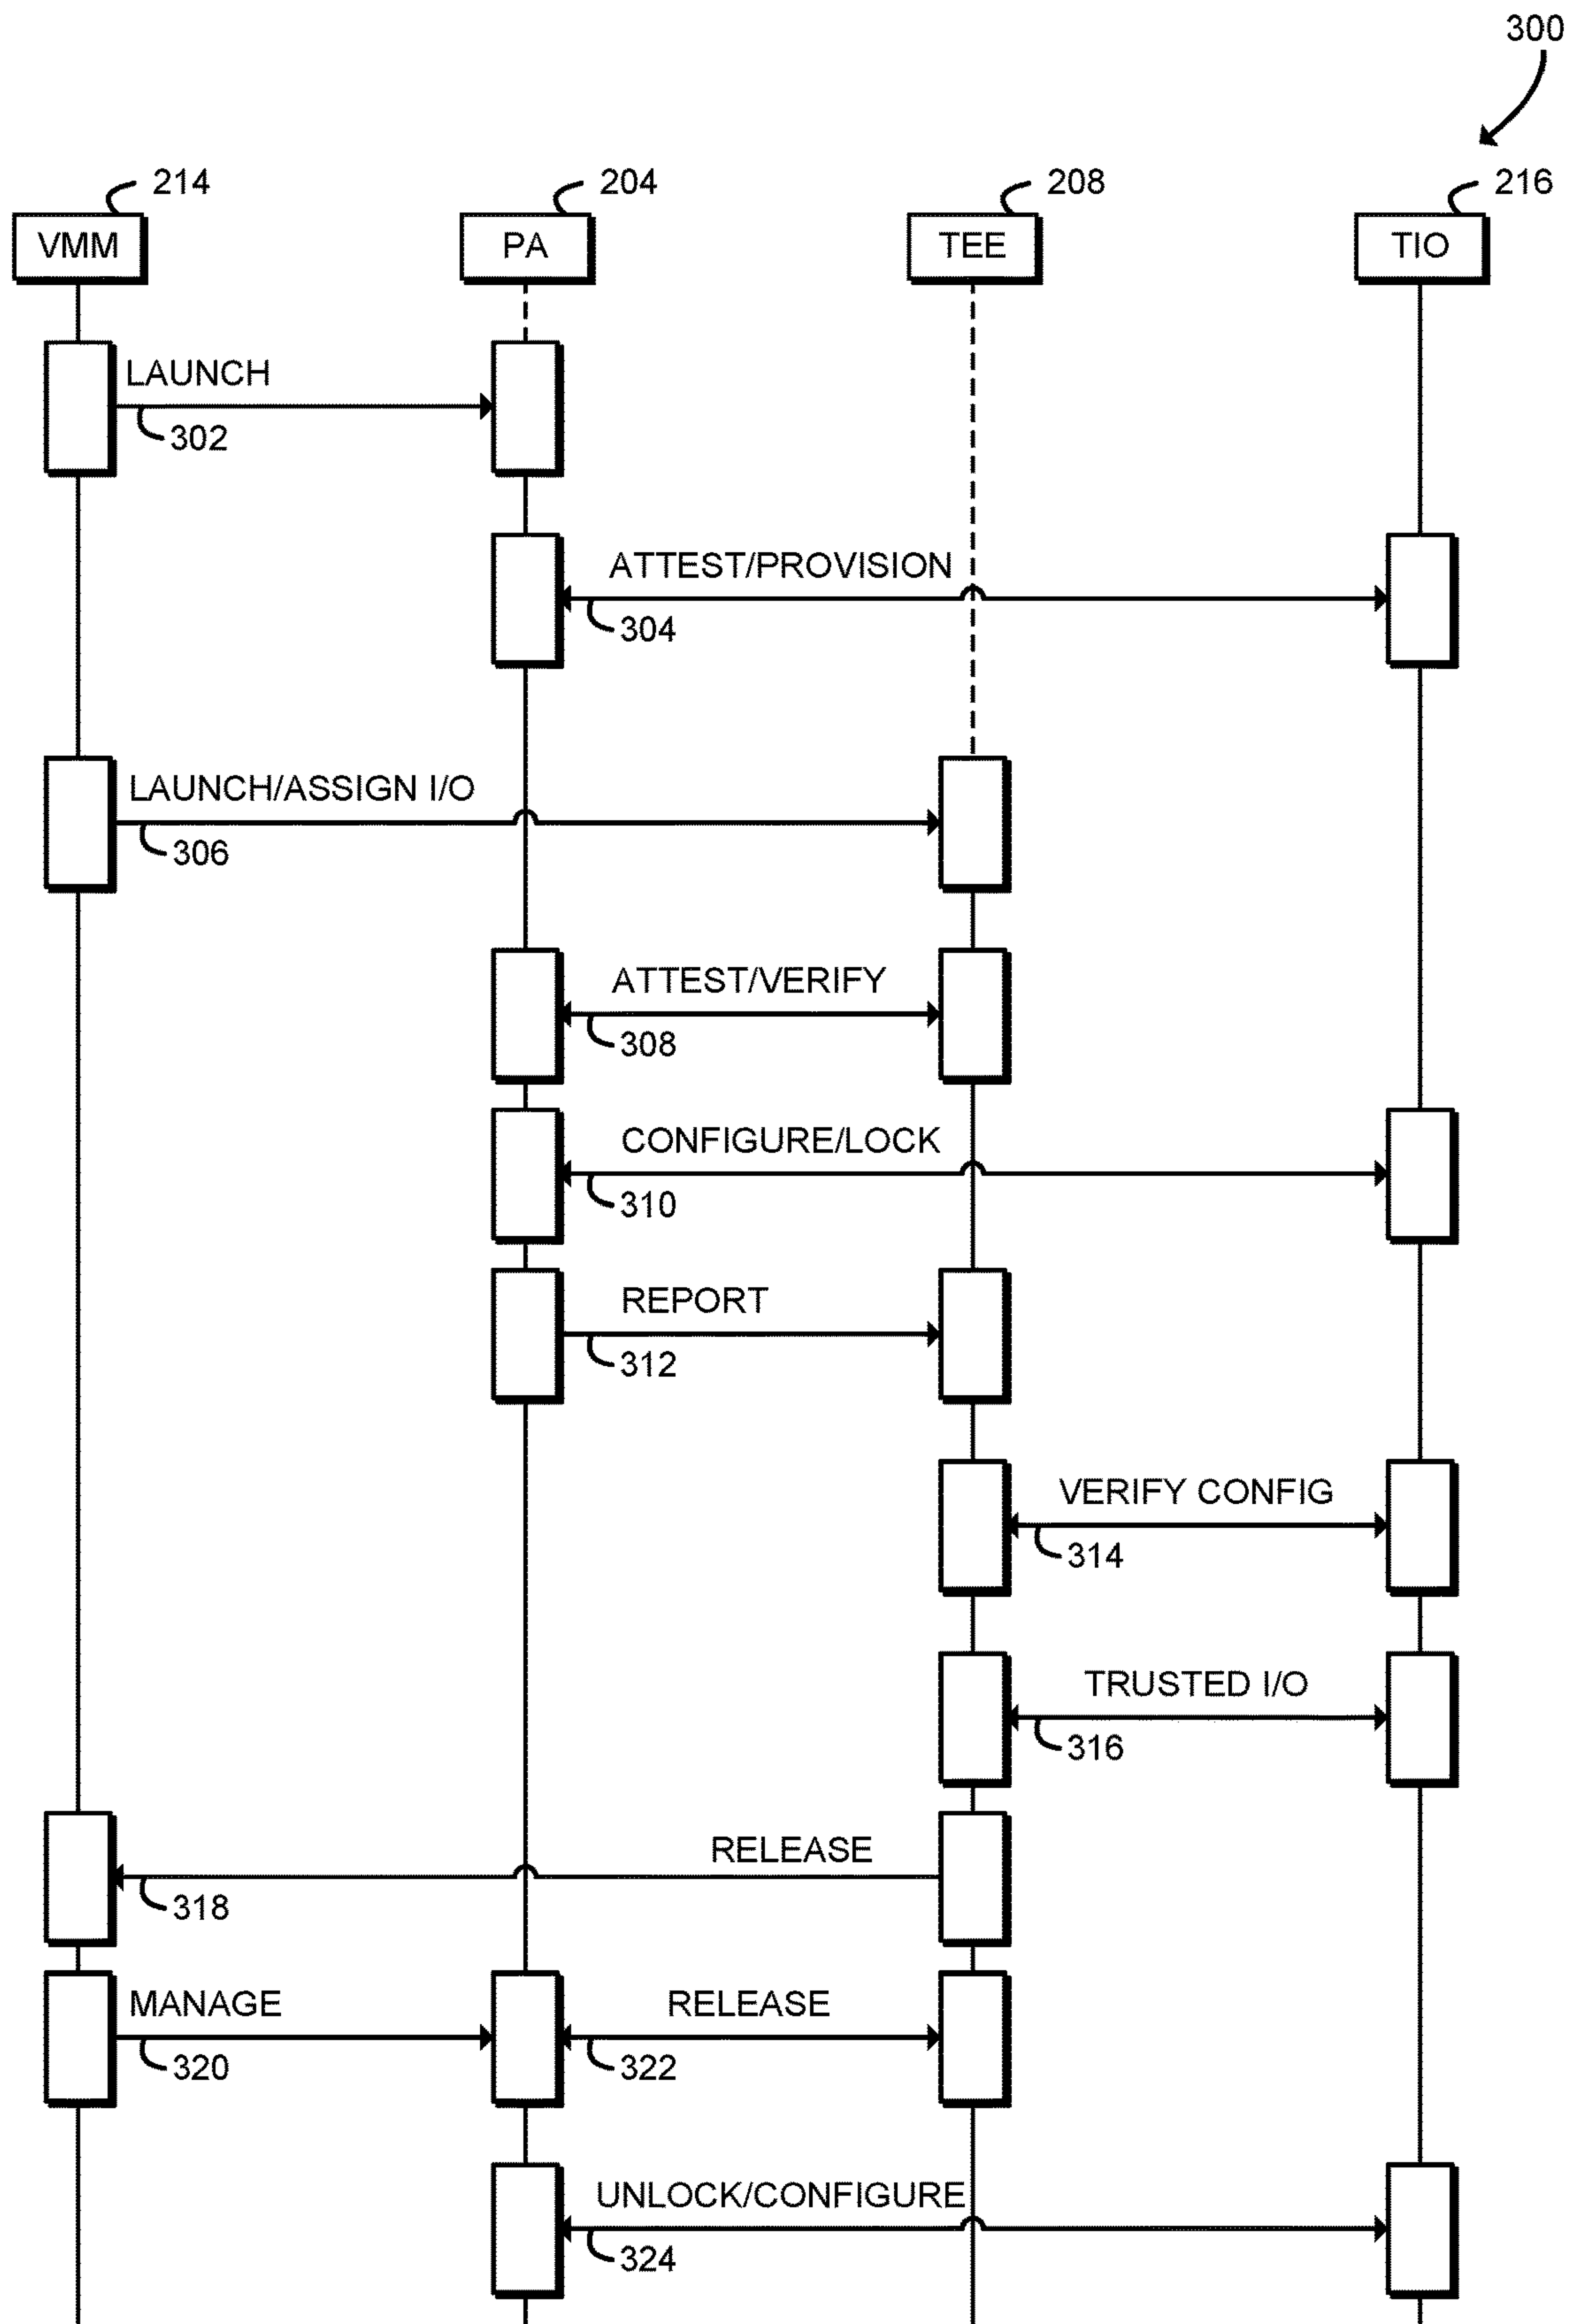 300
214
204
208
216
VMM
PA
TEE
TIO
LAUNCH
302
ATTEST/PROVISION
304
LAUNCH/ASSIGN I/O
306
ATTEST/VERIFY
308
CONFIGURE/LOCK
310
REPORT
312
VERIFY CONFIG
314
TRUSTED I/O
316
RELEASE
318
MANAGE
RELEASE
320
322
UNLOCK/CONFIGURE
324